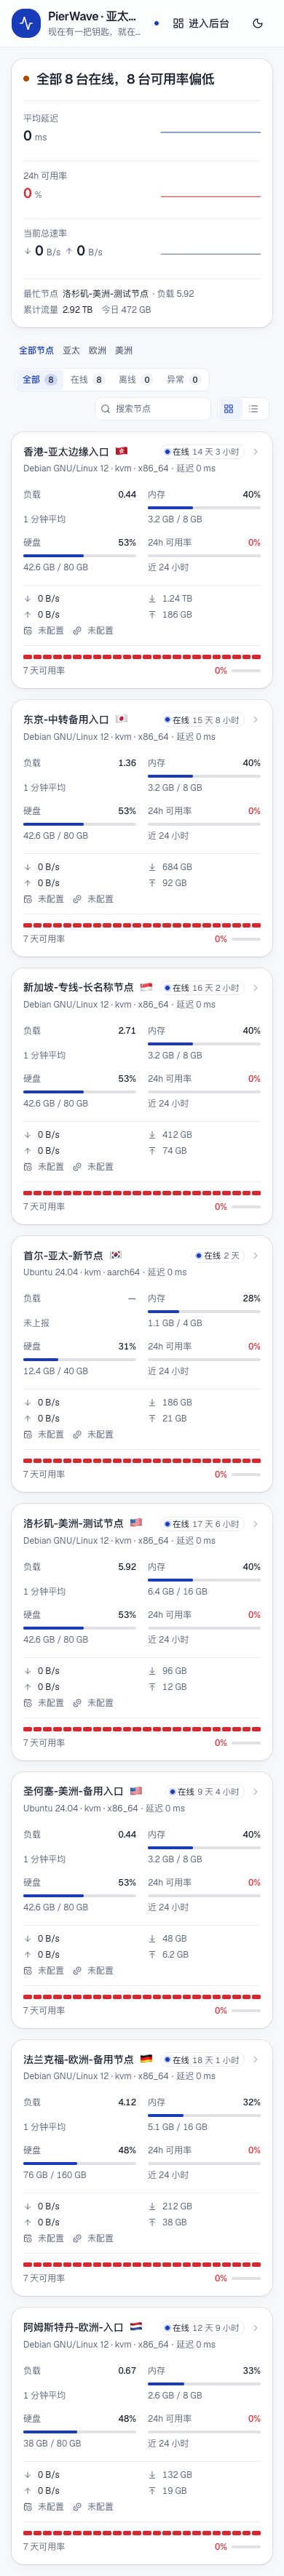 PierWave · 亚太...
现在有一把钥匙，就在...
进入后台
全部 8 台在线，8 台可用率偏低
平均延迟
0 ms
24h 可用率
0 %
当前总速率
0 B/s 0 B/s
最忙节点 洛杉矶-美洲-测试节点 · 负载 5.92
累计流量 2.92 TB 今日 472 GB
全部节点 亚太 欧洲 美洲
全部 8 在线 8 离线 0 异常 0
搜索节点
香港-亚太边缘入口 在线 14 天 3 小时
Debian GNU/Linux 12 · kvm · x86_64 · 延迟 0 ms
负载 0.44 内存 40%
1 分钟平均 3.2 GB / 8 GB
硬盘 53% 24h 可用率 0%
42.6 GB / 80 GB 近 24 小时
0 B/s 1.24 TB
0 B/s 186 GB
未配置 未配置
7 天可用率 0%
东京-中转备用入口 在线 15 天 8 小时
Debian GNU/Linux 12 · kvm · x86_64 · 延迟 0 ms
负载 1.36 内存 40%
1 分钟平均 3.2 GB / 8 GB
硬盘 53% 24h 可用率 0%
42.6 GB / 80 GB 近 24 小时
0 B/s 684 GB
0 B/s 92 GB
未配置 未配置
7 天可用率 0%
新加坡-专线-长名称节点 在线 16 天 2 小时
Debian GNU/Linux 12 · kvm · x86_64 · 延迟 0 ms
负载 2.71 内存 40%
1 分钟平均 3.2 GB / 8 GB
硬盘 53% 24h 可用率 0%
42.6 GB / 80 GB 近 24 小时
0 B/s 412 GB
0 B/s 74 GB
未配置 未配置
7 天可用率 0%
首尔-亚太-新节点 在线 2 天
Ubuntu 24.04 · kvm · aarch64 · 延迟 0 ms
负载 — 内存 28%
未上报 1.1 GB / 4 GB
硬盘 31% 24h 可用率 0%
12.4 GB / 40 GB 近 24 小时
0 B/s 186 GB
0 B/s 21 GB
未配置 未配置
7 天可用率 0%
洛杉矶-美洲-测试节点 在线 17 天 6 小时
Debian GNU/Linux 12 · kvm · x86_64 · 延迟 0 ms
负载 5.92 内存 40%
1 分钟平均 6.4 GB / 16 GB
硬盘 53% 24h 可用率 0%
42.6 GB / 80 GB 近 24 小时
0 B/s 96 GB
0 B/s 12 GB
未配置 未配置
7 天可用率 0%
圣何塞-美洲-备用入口 在线 9 天 4 小时
Ubuntu 24.04 · kvm · x86_64 · 延迟 0 ms
负载 0.44 内存 40%
1 分钟平均 3.2 GB / 8 GB
硬盘 53% 24h 可用率 0%
42.6 GB / 80 GB 近 24 小时
0 B/s 48 GB
0 B/s 6.2 GB
未配置 未配置
7 天可用率 0%
法兰克福-欧洲-备用节点 在线 18 天 1 小时
Debian GNU/Linux 12 · kvm · x86_64 · 延迟 0 ms
负载 4.12 内存 32%
1 分钟平均 5.1 GB / 16 GB
硬盘 48% 24h 可用率 0%
76 GB / 160 GB 近 24 小时
0 B/s 212 GB
0 B/s 38 GB
未配置 未配置
7 天可用率 0%
阿姆斯特丹-欧洲-入口 在线 12 天 9 小时
Debian GNU/Linux 12 · kvm · x86_64 · 延迟 0 ms
负载 0.67 内存 33%
1 分钟平均 2.6 GB / 8 GB
硬盘 48% 24h 可用率 0%
38 GB / 80 GB 近 24 小时
0 B/s 132 GB
0 B/s 19 GB
未配置 未配置
7 天可用率 0%